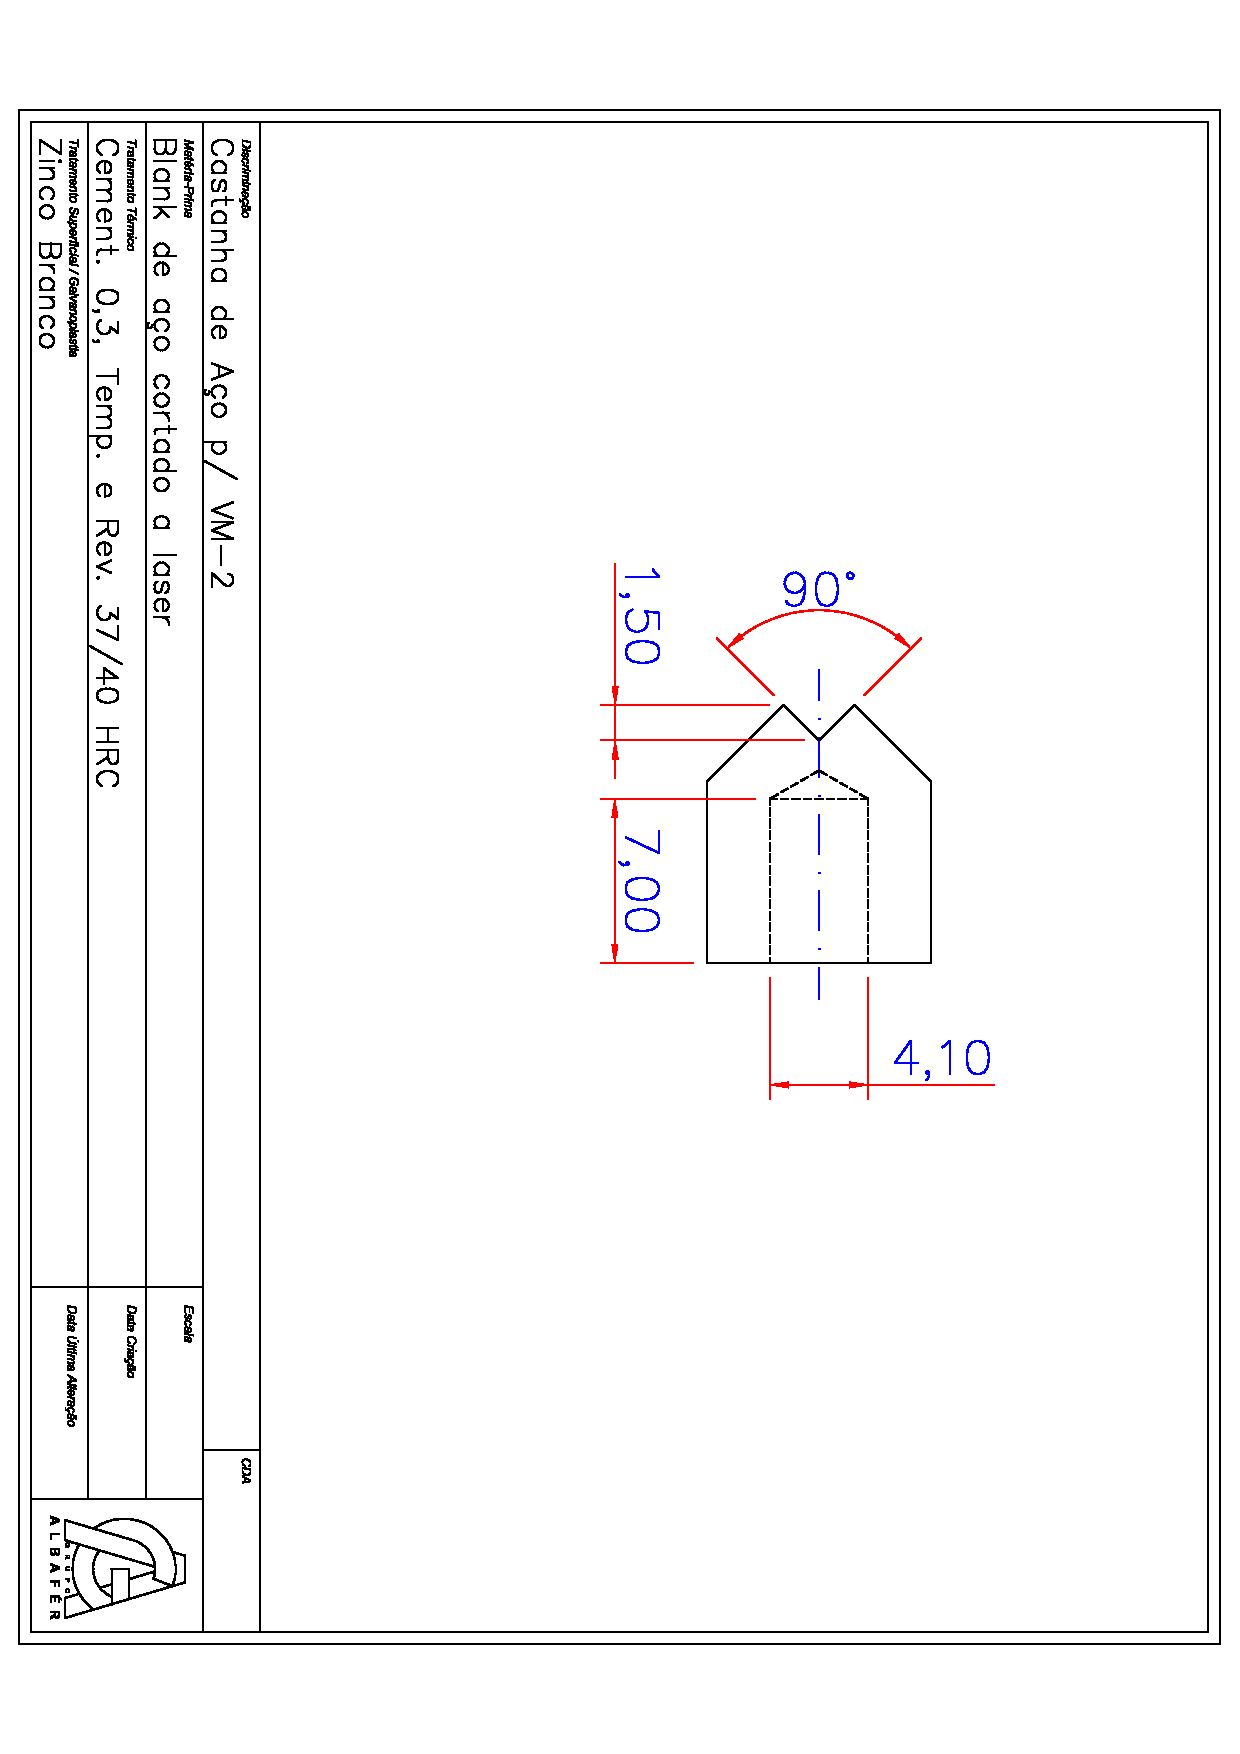 90°
1,50
7,00
4,10
Discriminação
Castanha de Aço p/ VM-2
CDA
Matéria-Prima
Blank de aço cortado a laser
Escala
Tratamento Térmico
Cement. 0,3, Temp. e Rev. 37/40 HRC
Data Criação
Tratamento Superficial / Galvanoplastia
Zinco Branco
Data Última Alteração
GRUPO
ALBAFÉR